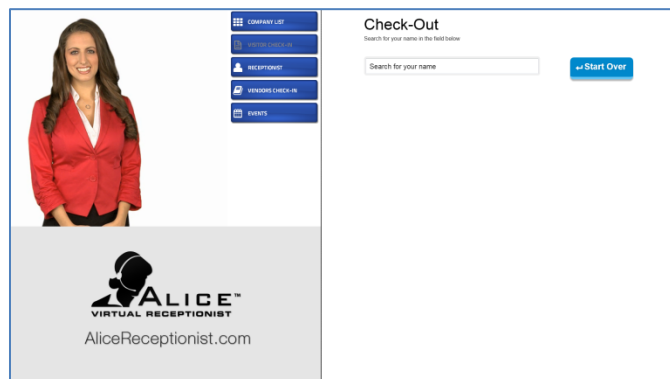 COMPANY LIST
VISITOR CHECK-IN
RECEPTIONIST
VENDORS CHECK-IN
EVENTS
ALICE™
VIRTUAL RECEPTIONIST
AliceReceptionist.com
Check-Out
Search for your name in the field below
Search for your name
Start Over